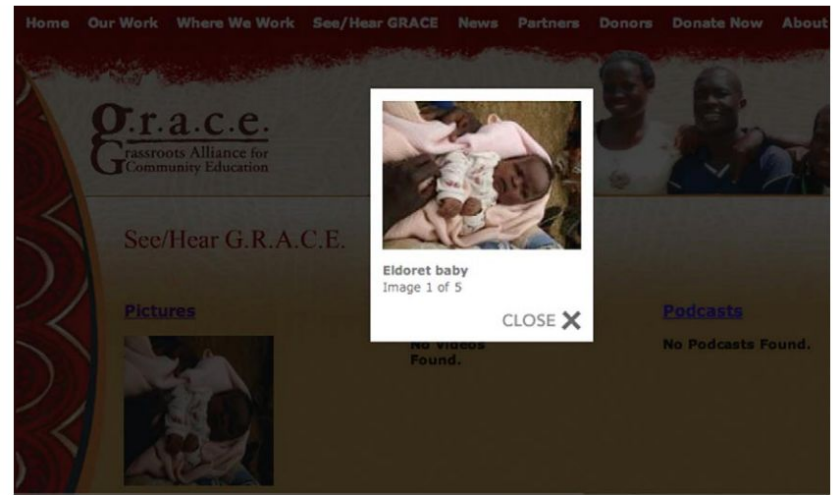 Home Our Work Where We Work See/Hear GRACE News Partners Donors Donate Now About
g.r.a.c.e.
Grassroots Alliance for
Community Education
See/Hear G.R.A.C.E.
Eldoret baby
Image 1 of 5
CLOSE X
Pictures
Podcasts
No Videos
Found.
No Podcasts Found.